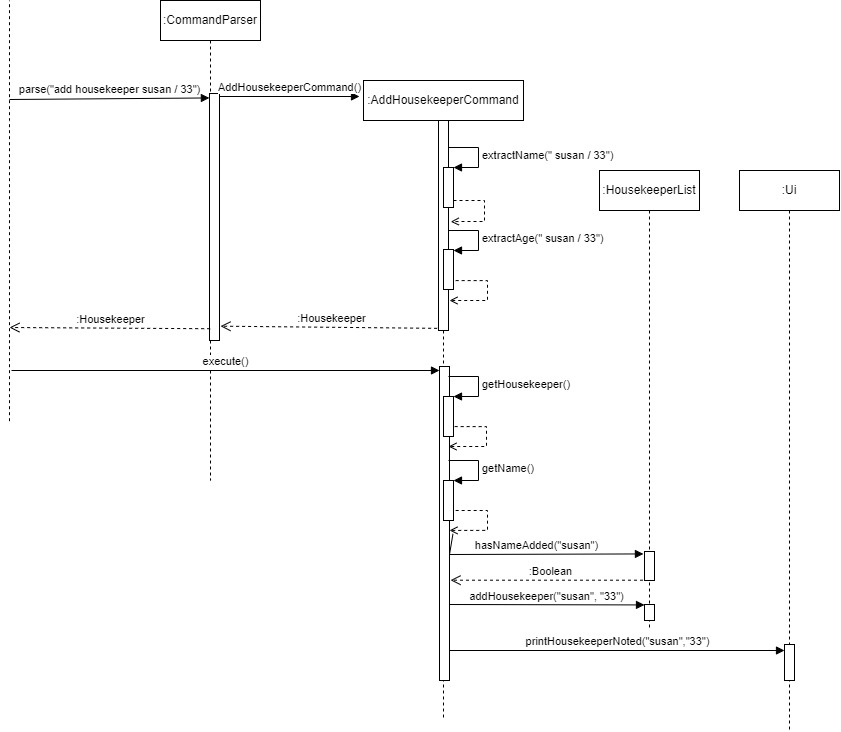 :CommandParser
parse("add housekeeper susan / 33")
AddHousekeeperCommand()
:AddHousekeeperCommand
extractName(" susan / 33")
:HousekeeperList
:Ui
extractAge(" susan / 33")
:Housekeeper
:Housekeeper
execute()
getHousekeeper()
getName()
hasNameAdded("susan")
:Boolean
addHousekeeper("susan", "33")
printHousekeeperNoted("susan","33")